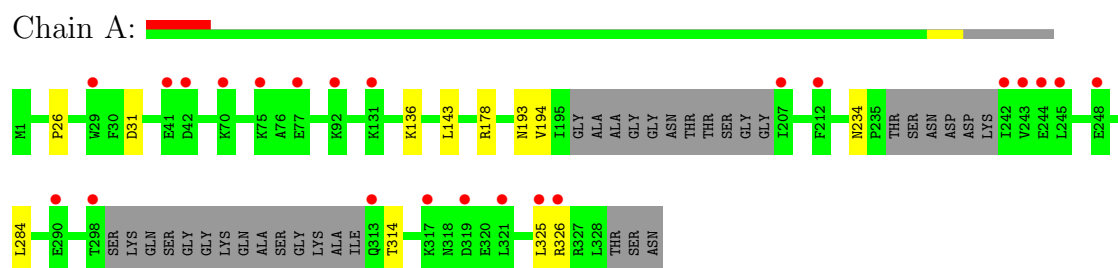 Chain A:
M1 P26 W29 F30 D31 E41 D42 K70 K75 A76 E77 K92 K131 K136 L143 R178 N193 V194 I195 GLY ALA ALA GLY GLY ASN THR THR SER GLY GLY I207 F212 N234 P235 THR SER ASN ASP ASP LYS I242 V243 E244 L245 E248
L284 E290 T298 SER LYS GLN SER GLY GLY LYS GLN ALA SER GLY LYS ALA ILE Q313 T314 K317 N318 D319 E320 L321 L325 R326 R327 L328 THR SER ASN